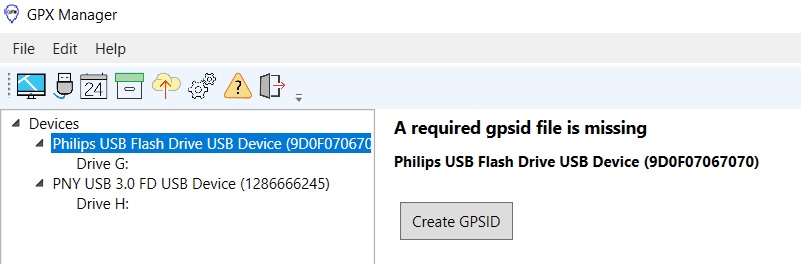 GPX Manager
File Edit Help
24
Devices
Philips USB Flash Drive USB Device (9D0F070670
Drive G:
PNY USB 3.0 FD USB Device (1286666245)
Drive H:
A required gpsid file is missing
Philips USB Flash Drive USB Device (9D0F07067070)
Create GPSID